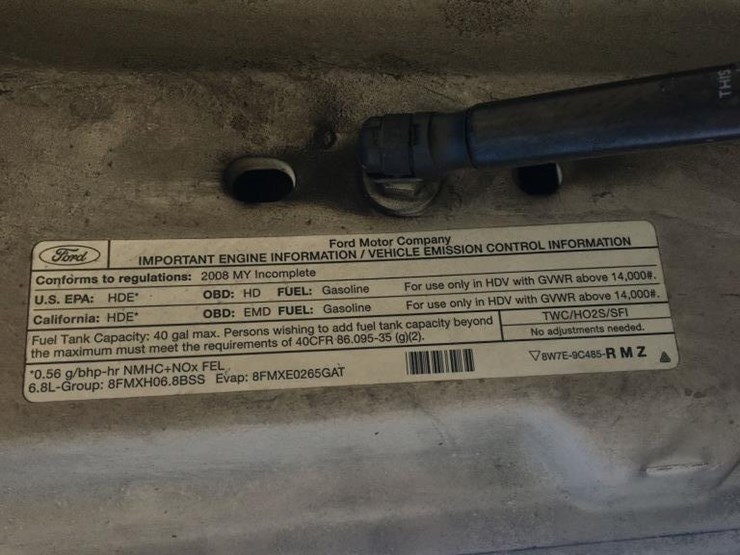 THIS
Ford
Ford Motor Company
IMPORTANT ENGINE INFORMATION / VEHICLE EMISSION CONTROL INFORMATION
Conforms to regulations: 2008 MY Incomplete
U.S. EPA: HDE* OBD: HD FUEL: Gasoline For use only in HDV with GVWR above 14,000#.
California: HDE* OBD: EMD FUEL: Gasoline For use only in HDV with GVWR above 14,000#.
Fuel Tank Capacity: 40 gal max. Persons wishing to add fuel tank capacity beyond
the maximum must meet the requirements of 40CFR 86.095-35 (g)(2).
TWC/HO2S/SFI
No adjustments needed.
*0.56 g/bhp-hr NMHC+NOx FEL
6.8L-Group: 8FMXH06.8BSS Evap: 8FMXE0265GAT
8W7E-9C485-R M Z